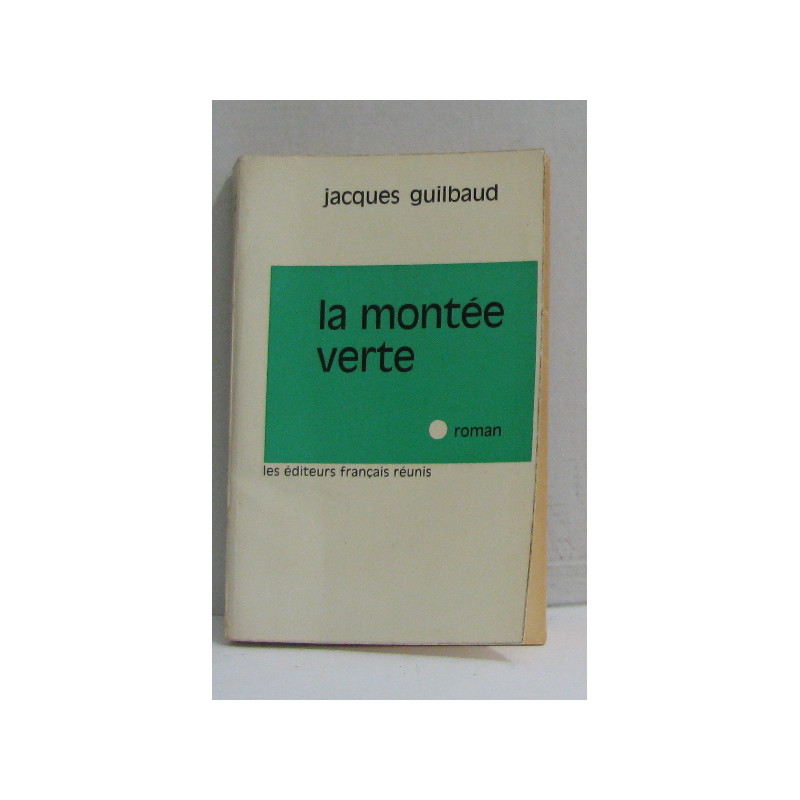 jacques guilbaud
la montée
verte
roman
les éditeurs français réunis